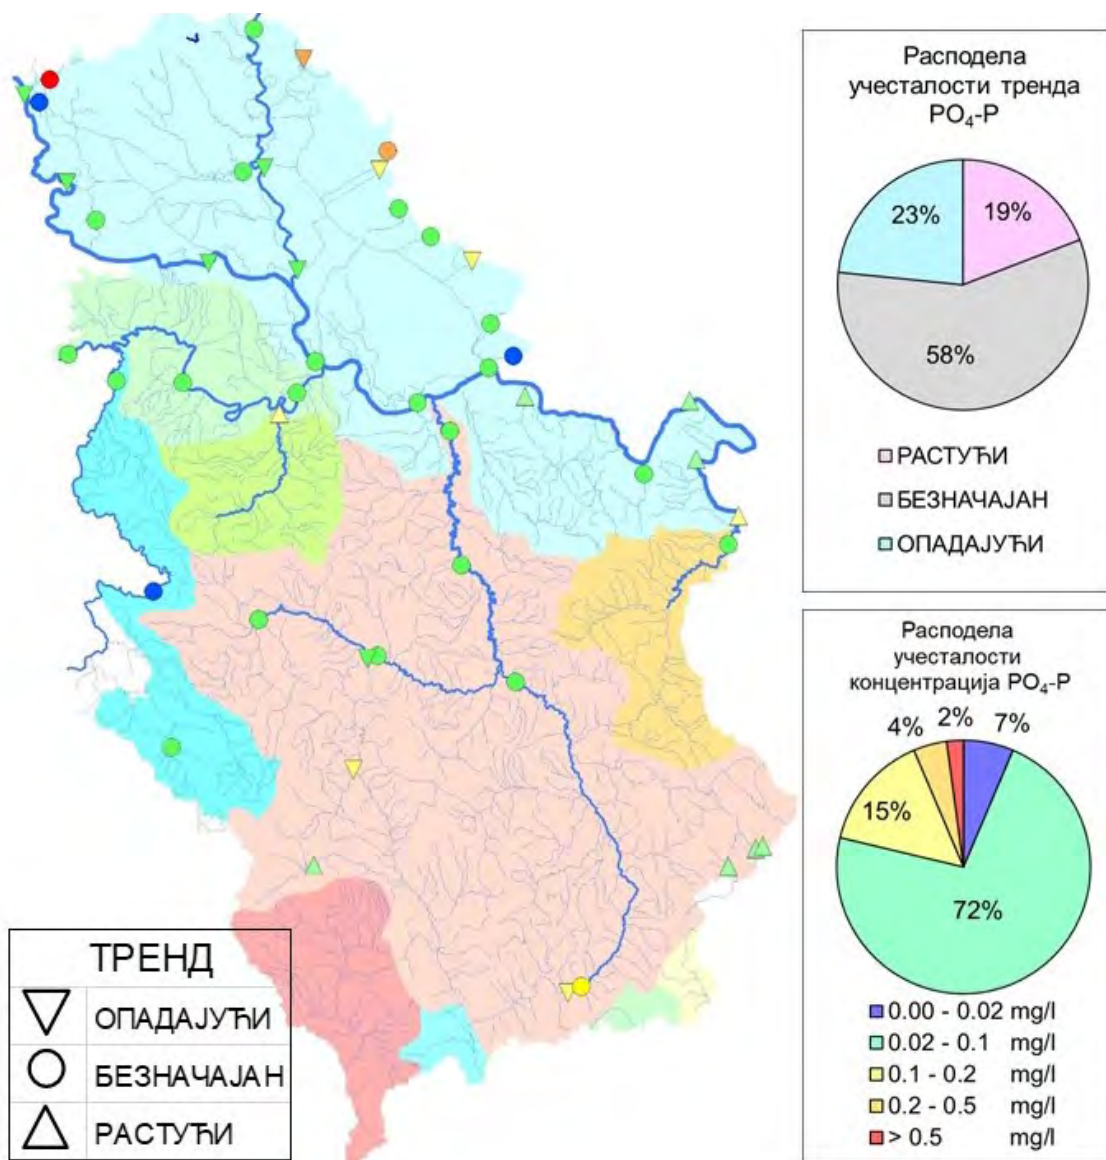 Расподела
учесталости тренда
PO₄-P
23%
19%
58%
РАСТУЋИ
БЕЗНАЧАЈАН
ОПАДАЈУЋИ
Расподела
учесталости
концентрација PO₄-P
4%
2%
7%
15%
72%
0.00 - 0.02 mg/l
0.02 - 0.1 mg/l
0.1 - 0.2 mg/l
0.2 - 0.5 mg/l
> 0.5 mg/l
ТРЕНД
ОПАДАЈУЋИ
БЕЗНАЧАЈАН
РАСТУЋИ